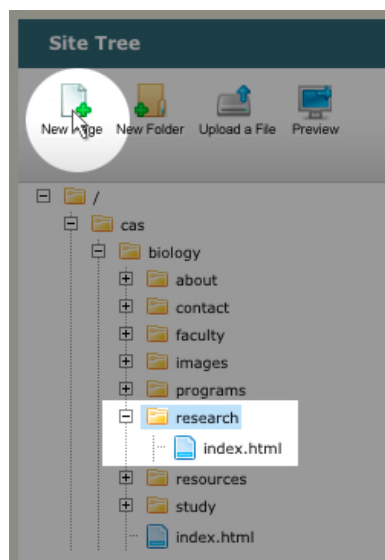 Site Tree
New Page New Folder Upload a File Preview
/
cas
biology
about
contact
faculty
images
programs
research
index.html
resources
study
index.html